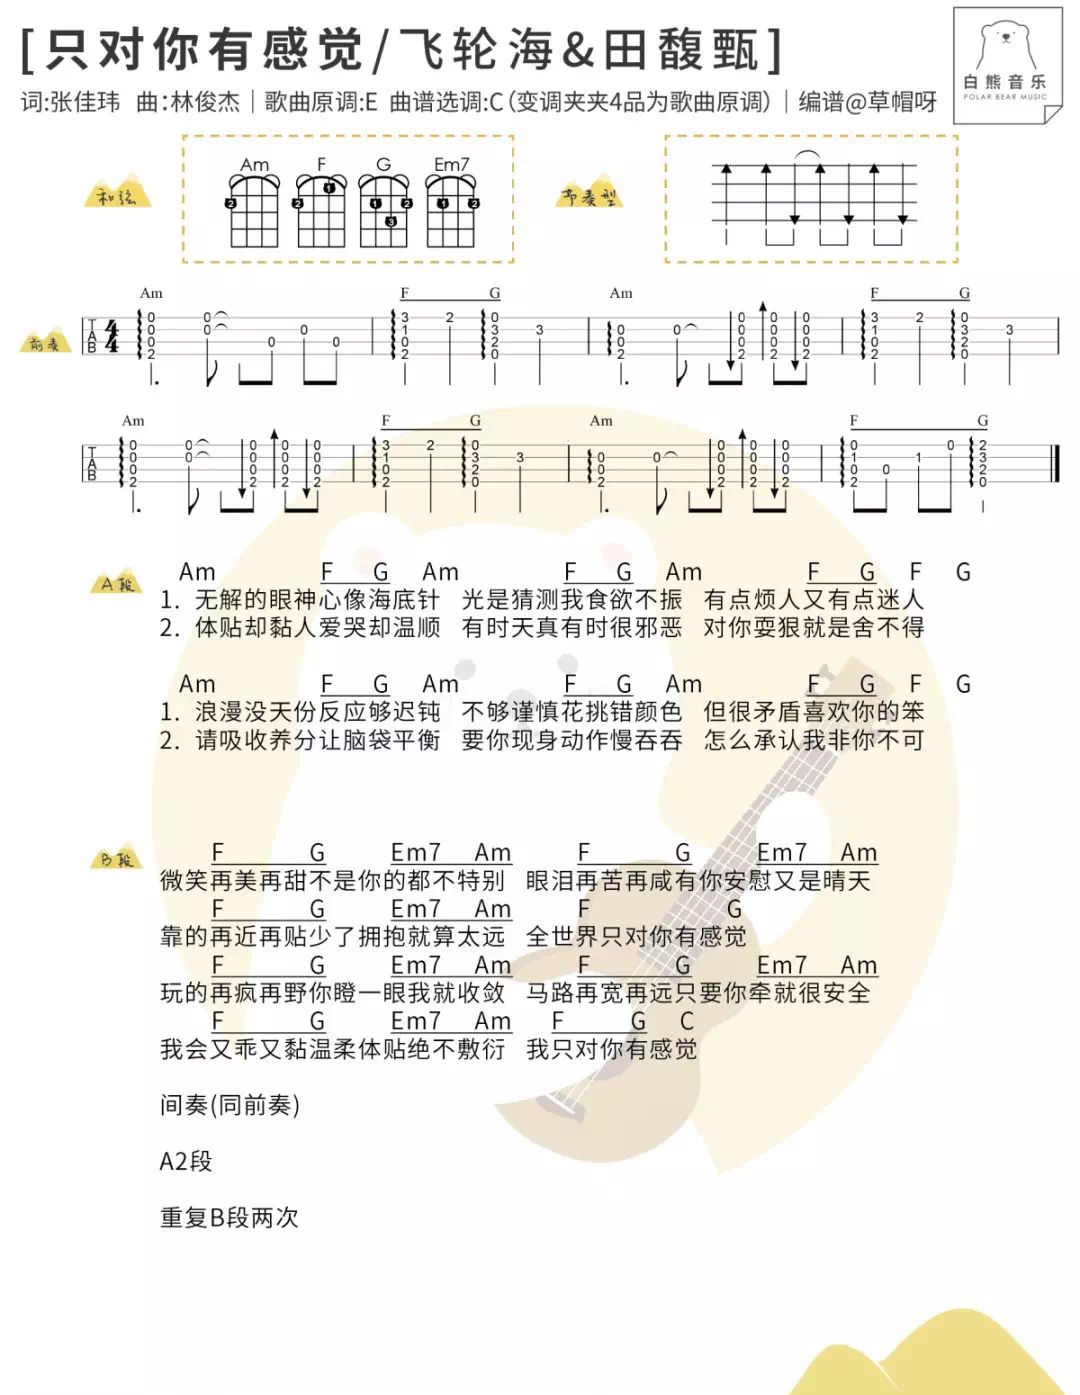 [只对你有感觉/飞轮海&田馥甄]
词:张佳玮 曲:林俊杰｜歌曲原调:E 曲谱选调:C(变调夹夹4品为歌曲原调)｜编谱@草帽呀
白熊音乐
POLAR BEAR MUSIC
和弦
Am F G Em7
2 2 1 1 2 3 1 2
节奏型
前奏
Am F G Am F G
T A B 4 4
Am F G Am F G
A段
Am F G Am F G Am F G F G
1. 无解的眼神心像海底针 光是猜测我食欲不振 有点烦人又有点迷人
2. 体贴却黏人爱哭却温顺 有时天真有时很邪恶 对你耍狠就是舍不得
Am F G Am F G Am F G F G
1. 浪漫没天份反应够迟钝 不够谨慎花挑错颜色 但很矛盾喜欢你的笨
2. 请吸收养分让脑袋平衡 要你现身动作慢吞吞 怎么承认我非你不可
B段
F G Em7 Am F G Em7 Am
微笑再美再甜不是你的都不特别 眼泪再苦再咸有你安慰又是晴天
F G Em7 Am F G
靠的再近再贴少了拥抱就算太远 全世界只对你有感觉
F G Em7 Am F G Em7 Am
玩的再疯再野你瞪一眼我就收敛 马路再宽再远只要你牵就很安全
F G Em7 Am F G C
我会又乖又黏温柔体贴绝不敷衍 我只对你有感觉
间奏(同前奏)
A2段
重复B段两次